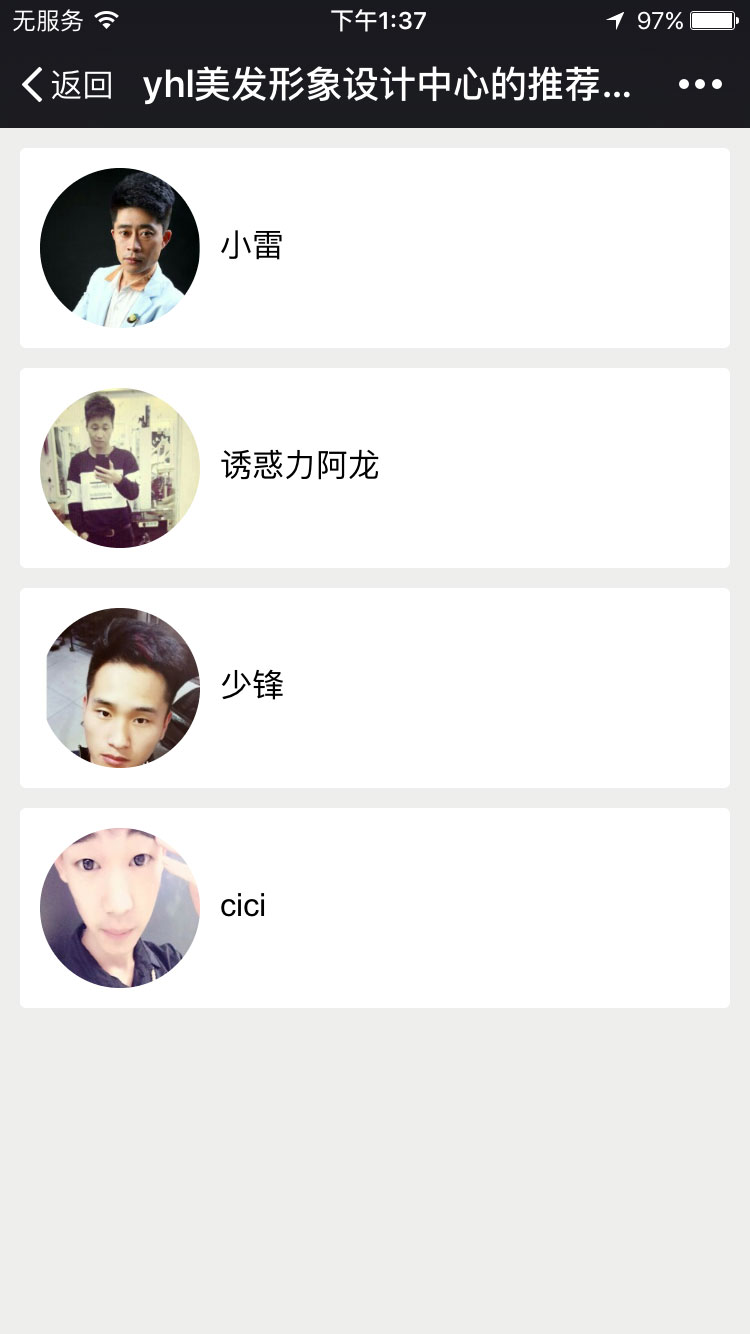 无服务 下午1:37 97%
返回 yhl美发形象设计中心的推荐...
小雷
诱惑力阿龙
少锋
cici